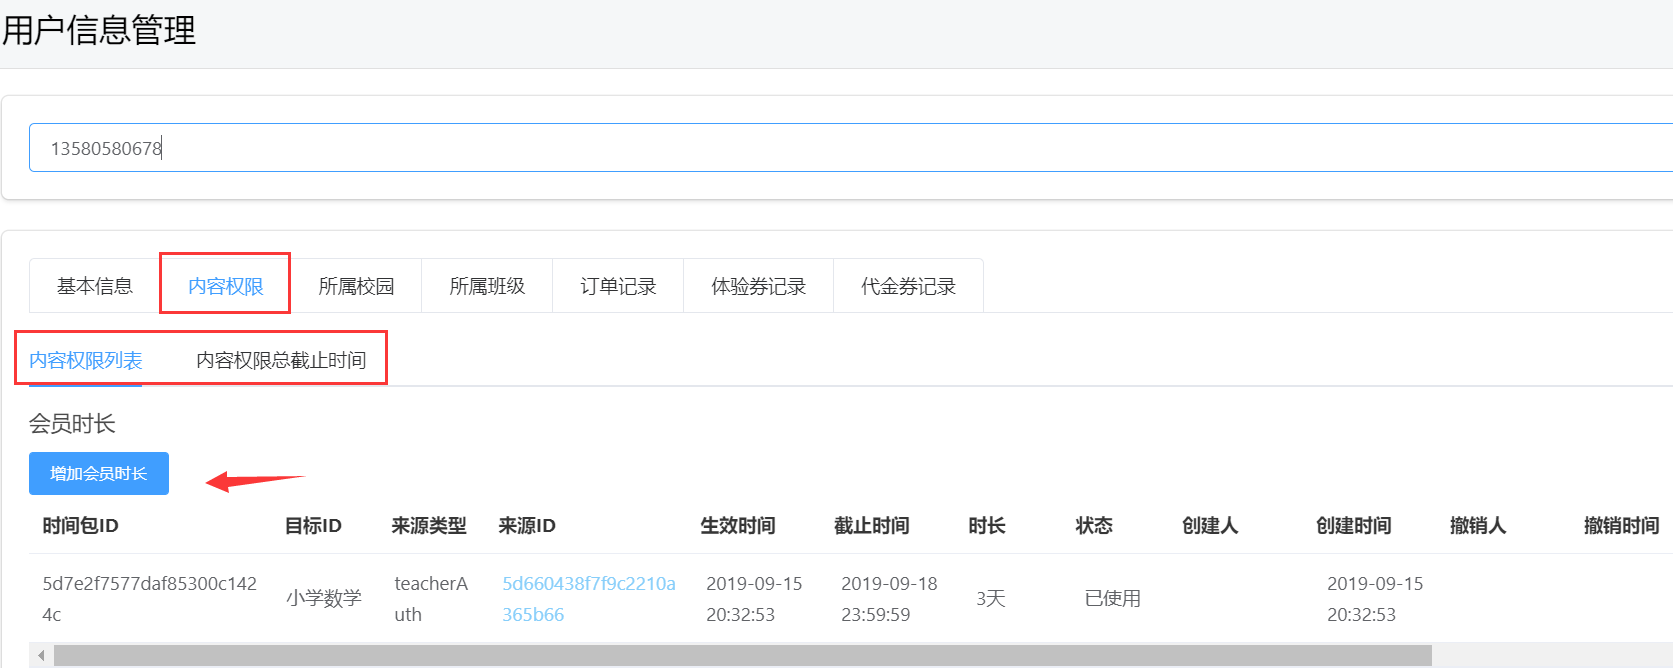 用户信息管理
13580580678
基本信息 内容权限 所属校园 所属班级 订单记录 体验券记录 代金券记录
内容权限列表 内容权限总截止时间
会员时长
增加会员时长
时间包ID 目标ID 来源类型 来源ID 生效时间 截止时间 时长 状态 创建人 创建时间 撤销人 撤销时间
5d7e2f7577daf85300c142 teacherA 5d660438f7f9c2210a 2019-09-15 2019-09-18 2019-09-15
小学数学 3天 已使用
4c uth 365b66 20:32:53 23:59:59 20:32:53